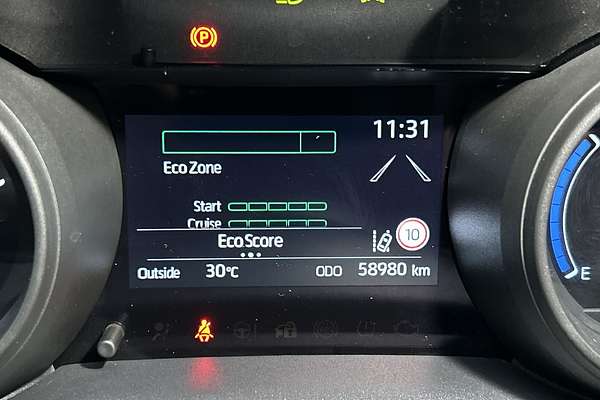 P
11:31
Eco Zone
Start
Cruise
EcoScore
10
Outside 30°C ODO 58980 km
E